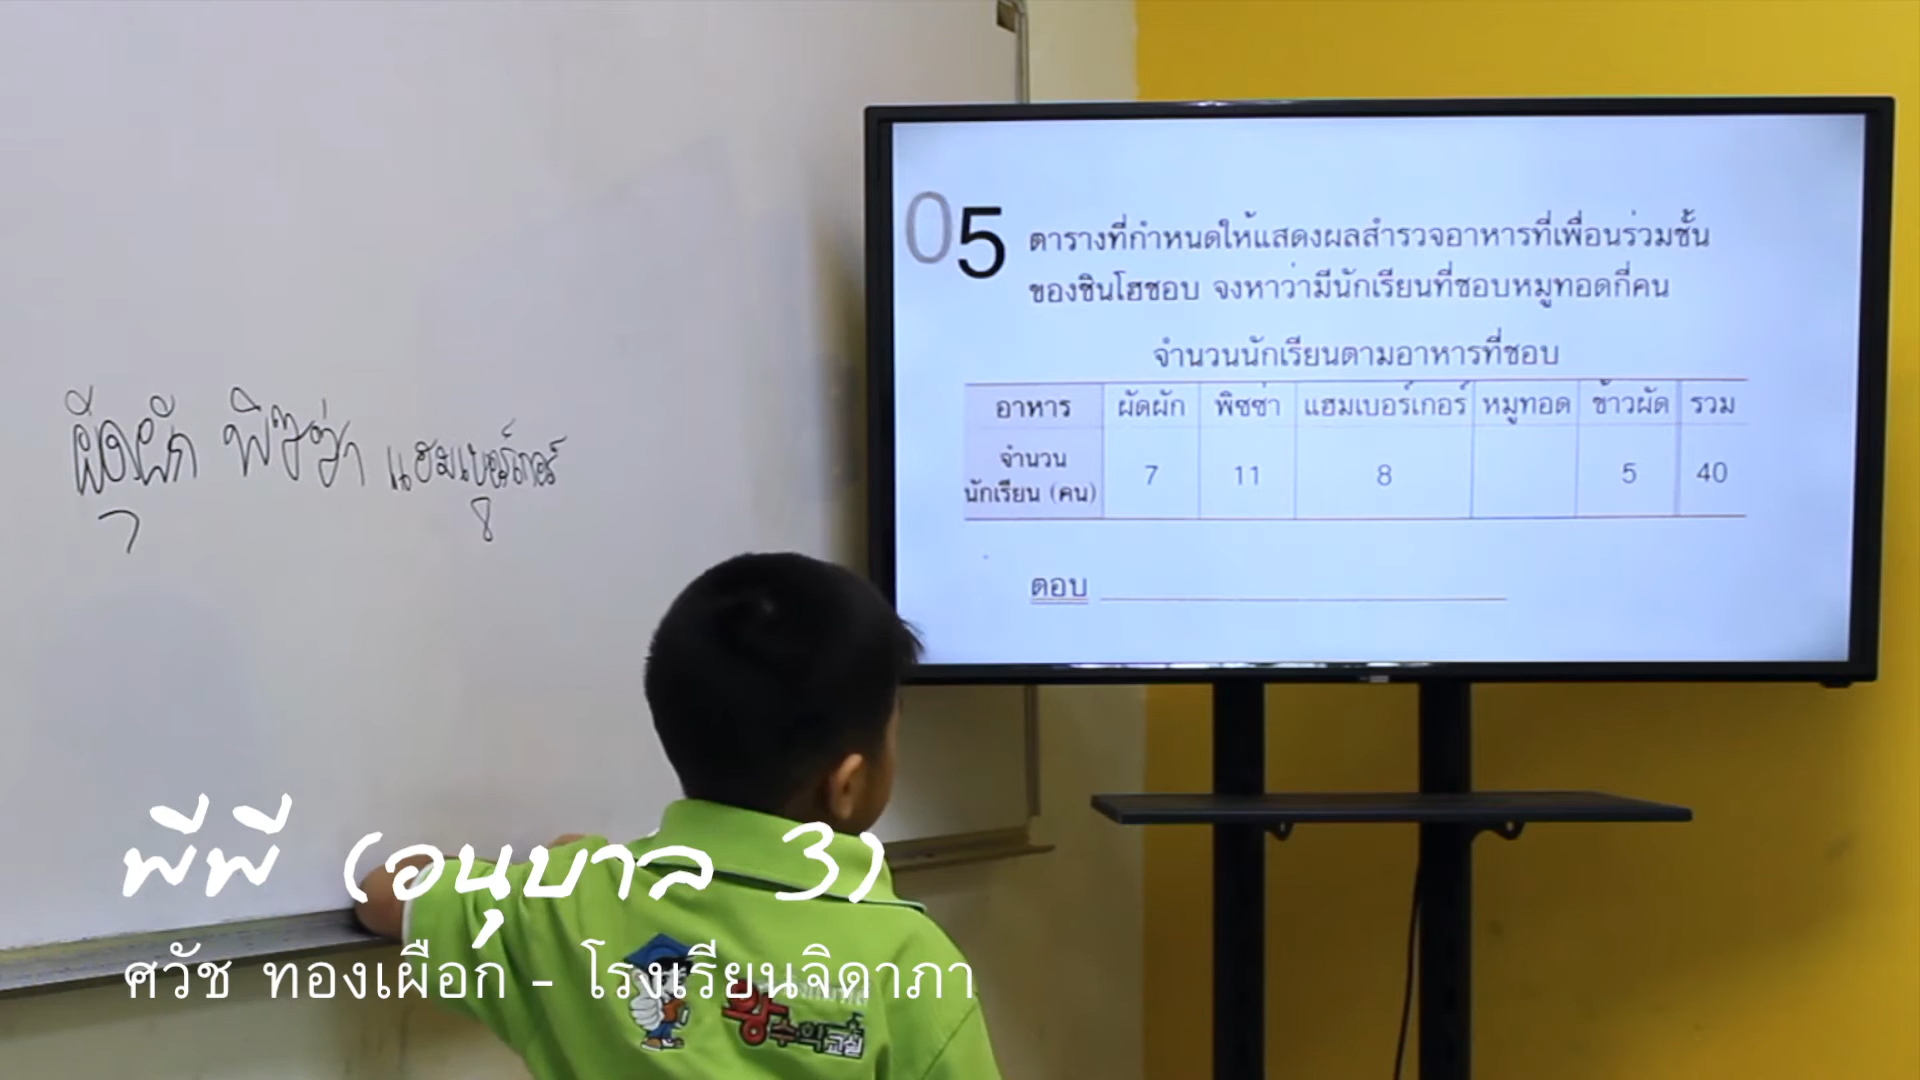 ผัดผัก พิซซ่า แฮมเบอร์เกอร์
7 8
05 ตารางที่กำหนดให้แสดงผลสำรวจอาหารที่เพื่อนร่วมชั้น
ของชินโฮชอบ จงหาว่ามีนักเรียนที่ชอบหมูทอดกี่คน
จำนวนนักเรียนตามอาหารที่ชอบ
อาหาร ผัดผัก พิซซ่า แฮมเบอร์เกอร์ หมูทอด ข้าวผัด รวม
จำนวน
นักเรียน (คน) 7 11 8 5 40
ตอบ
พีพี (อนุบาล 3)
ศวัช ทองเผือก - โรงเรียนจิดาภา
왕
수학교실